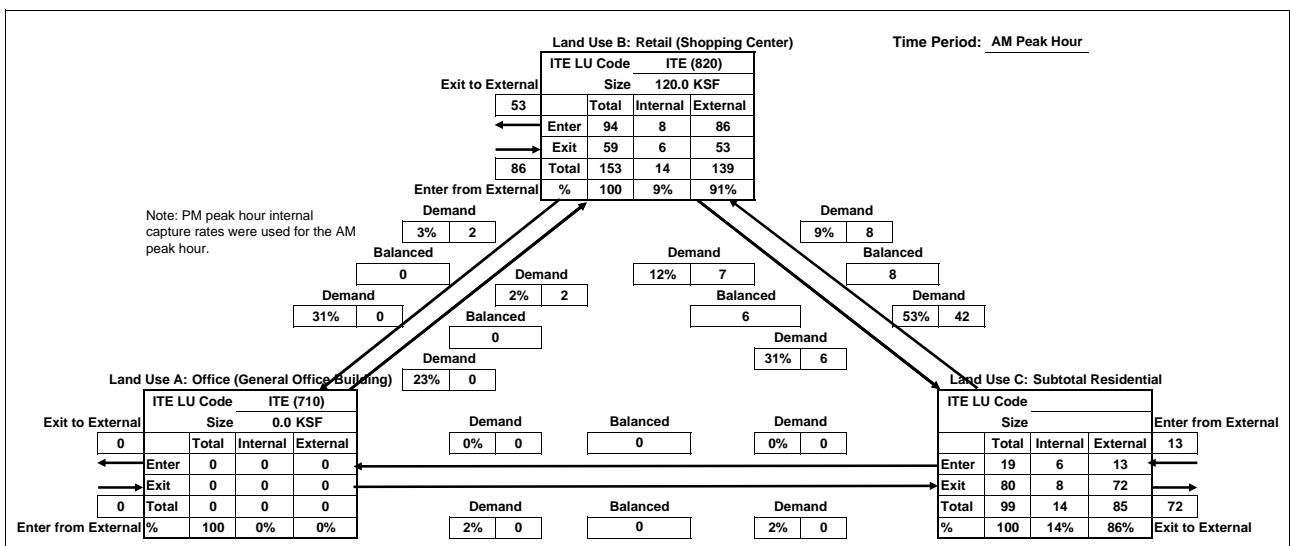 Land Use B: Retail (Shopping Center)
Time Period: AM Peak Hour
ITE LU Code ITE (820)
Exit to External Size 120.0 KSF
53 Total Internal External
Enter 94 8 86
Exit 59 6 53
86 Total 153 14 139
Enter from External % 100 9% 91%
Note: PM peak hour internal
capture rates were used for the AM
peak hour.
Demand
3% 2
Balanced
0
Demand
31% 0
Demand
2% 2
Balanced
0
Demand
23% 0
Demand
12% 7
Balanced
6
Demand
31% 6
Demand
9% 8
Balanced
8
Demand
53% 42
Land Use A: Office (General Office Building)
ITE LU Code ITE (710)
Exit to External Size 0.0 KSF
0 Total Internal External
Enter 0 0 0
Exit 0 0 0
0 Total 0 0 0
Enter from External % 100 0% 0%
Demand Balanced Demand
0% 0 0 0% 0
Demand Balanced Demand
2% 0 0 2% 0
Land Use C: Subtotal Residential
ITE LU Code
Size Enter from External
Total Internal External 13
Enter 19 6 13
Exit 80 8 72
Total 99 14 85 72
% 100 14% 86% Exit to External